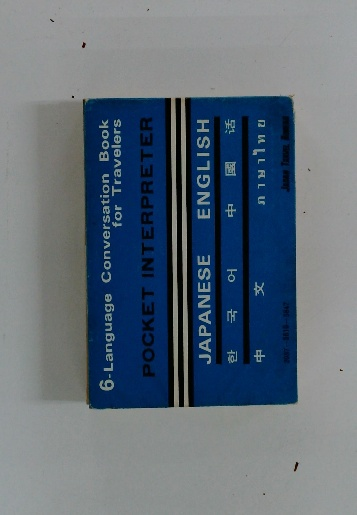 6-Language Conversation Book
for Travelers
POCKET INTERPRETER
JAPANESE ENGLISH
한국어 中國話
中文 ภาษาไทย